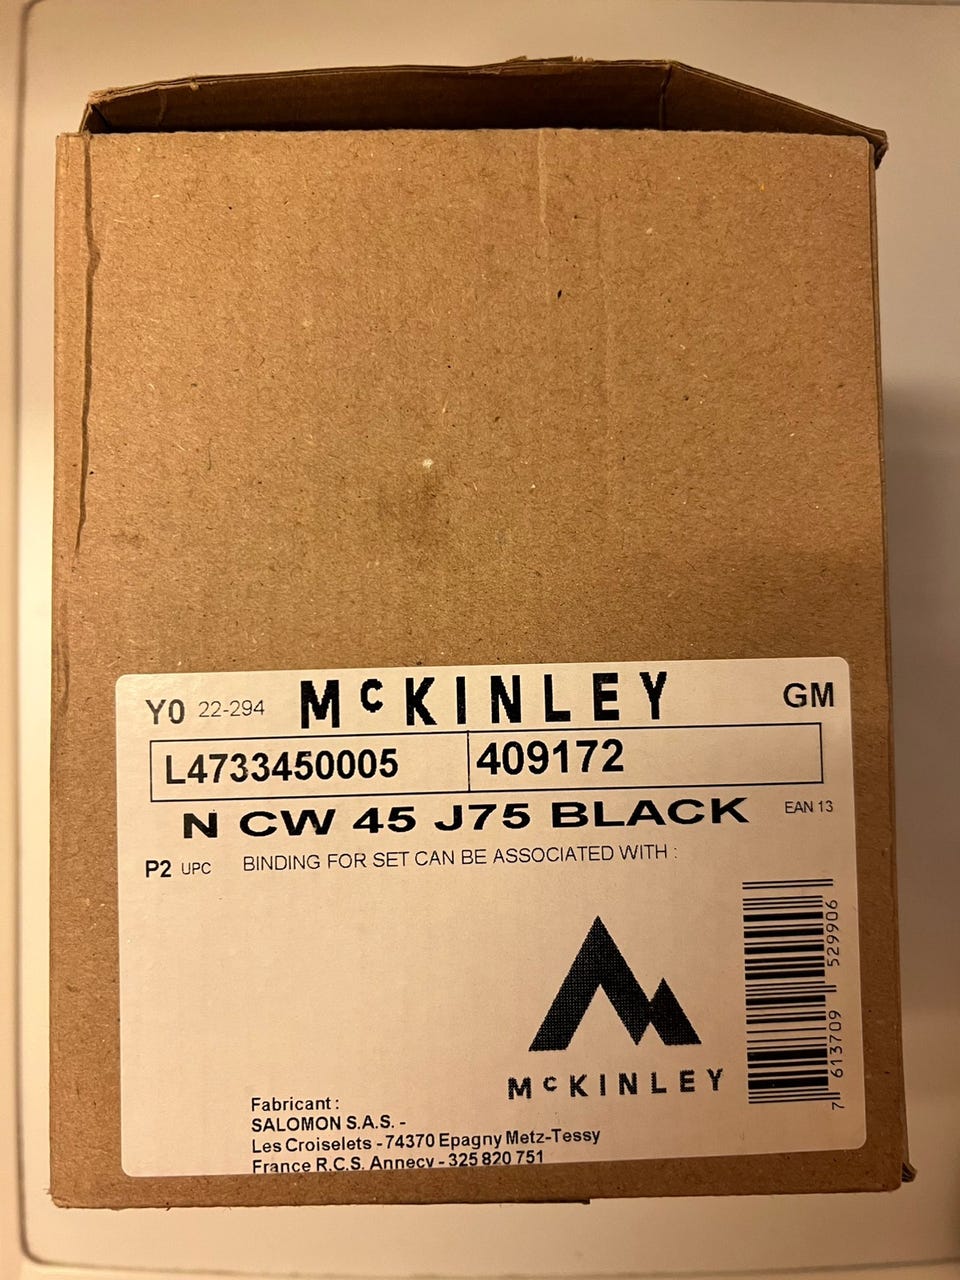 Y0 22-294 McKINLEY GM
L4733450005 409172
N CW 45 J75 BLACK EAN 13
P2 UPC BINDING FOR SET CAN BE ASSOCIATED WITH :
McKINLEY
7 613709 529906
Fabricant :
SALOMON S.A.S. -
Les Croiselets - 74370 Epagny Metz-Tessy
France R.C.S. Annecy - 325 820 751